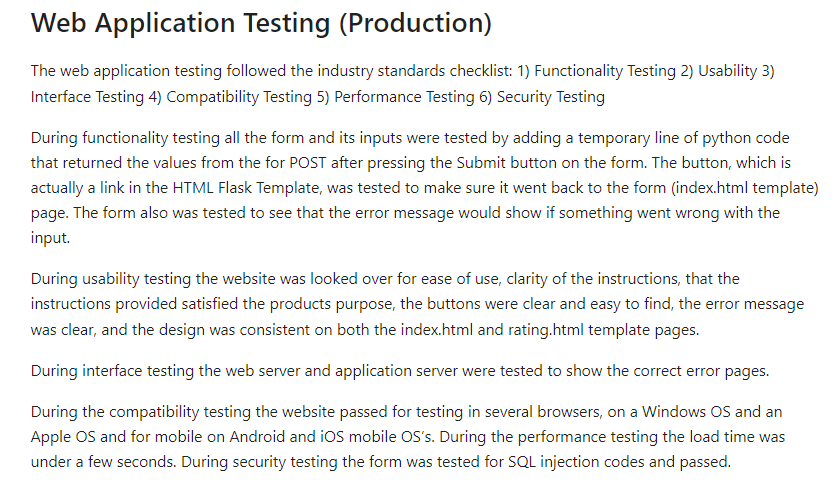 Web Application Testing (Production)
The web application testing followed the industry standards checklist: 1) Functionality Testing 2) Usability 3)
Interface Testing 4) Compatibility Testing 5) Performance Testing 6) Security Testing
During functionality testing all the form and its inputs were tested by adding a temporary line of python code
that returned the values from the for POST after pressing the Submit button on the form. The button, which is
actually a link in the HTML Flask Template, was tested to make sure it went back to the form (index.html template)
page. The form also was tested to see that the error message would show if something went wrong with the
input.
During usability testing the website was looked over for ease of use, clarity of the instructions, that the
instructions provided satisfied the products purpose, the buttons were clear and easy to find, the error message
was clear, and the design was consistent on both the index.html and rating.html template pages.
During interface testing the web server and application server were tested to show the correct error pages.
During the compatibility testing the website passed for testing in several browsers, on a Windows OS and an
Apple OS and for mobile on Android and iOS mobile OS's. During the performance testing the load time was
under a few seconds. During security testing the form was tested for SQL injection codes and passed.